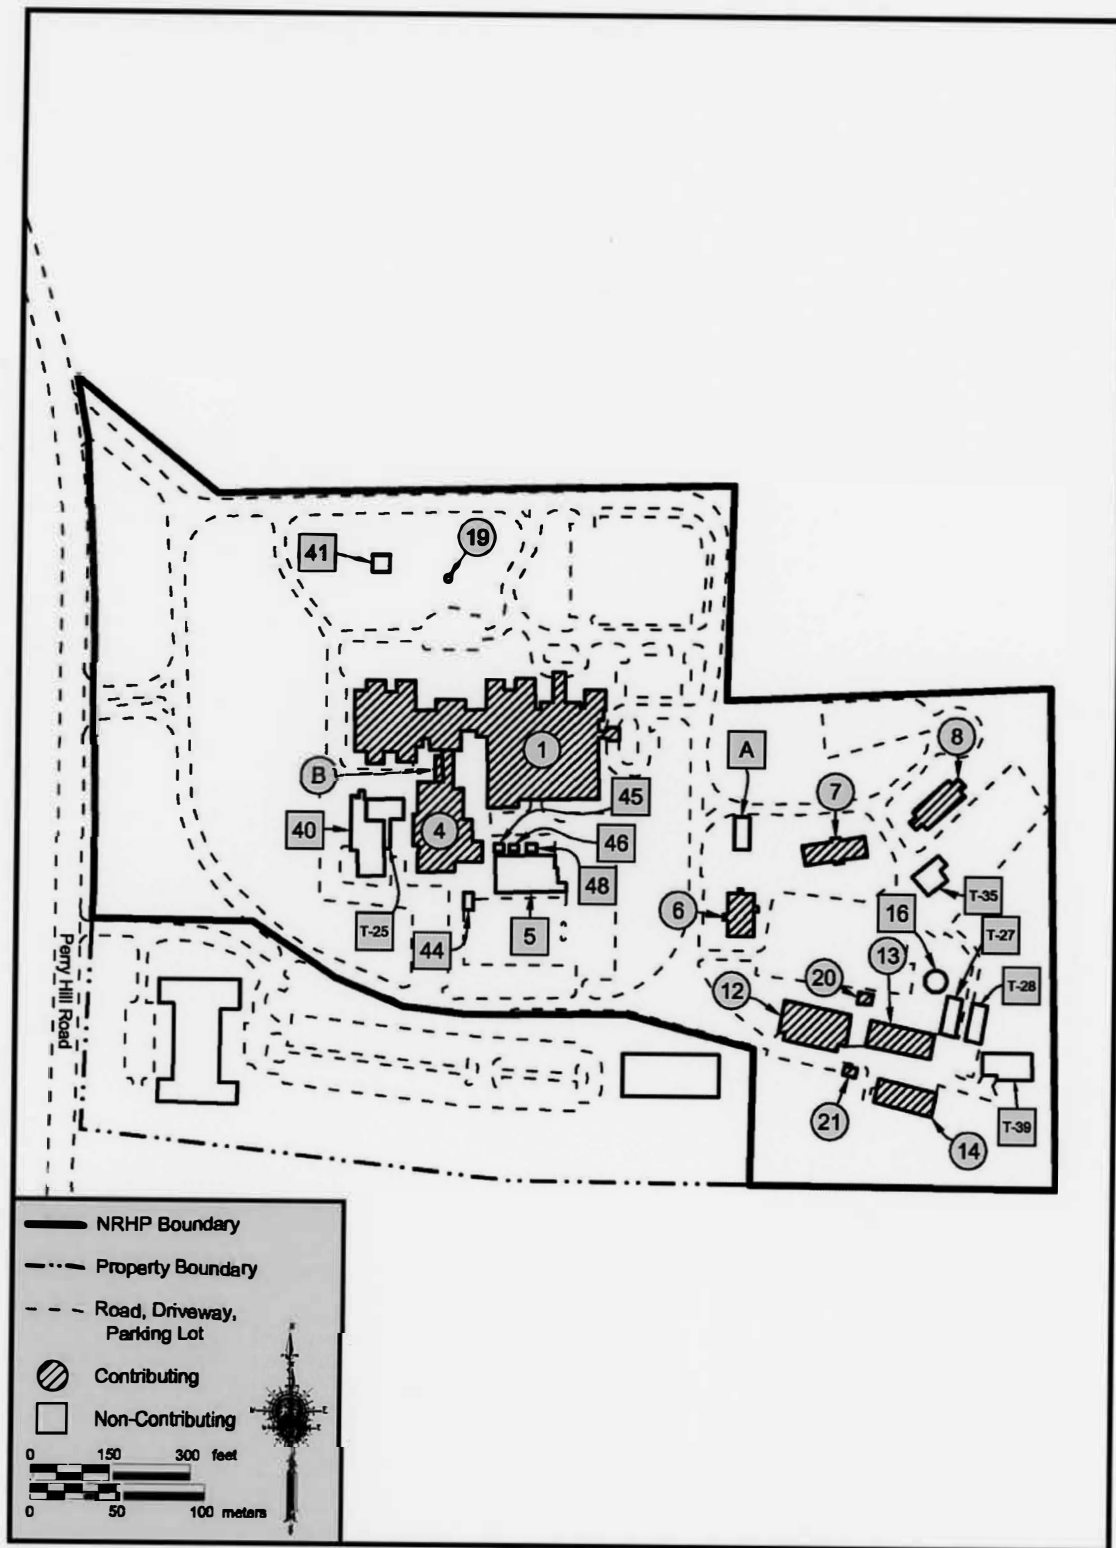 41
19
1
B
45
A
8
7
40
4
46
48
T-35
6
16
T-27
T-25
44
5
13
20
T-28
12
Perry Hill Road
21
14
T-39
NRHP Boundary
Property Boundary
Road, Driveway,
Parking Lot
Contributing
Non-Contributing
0 150 300 feet
0 50 100 meters